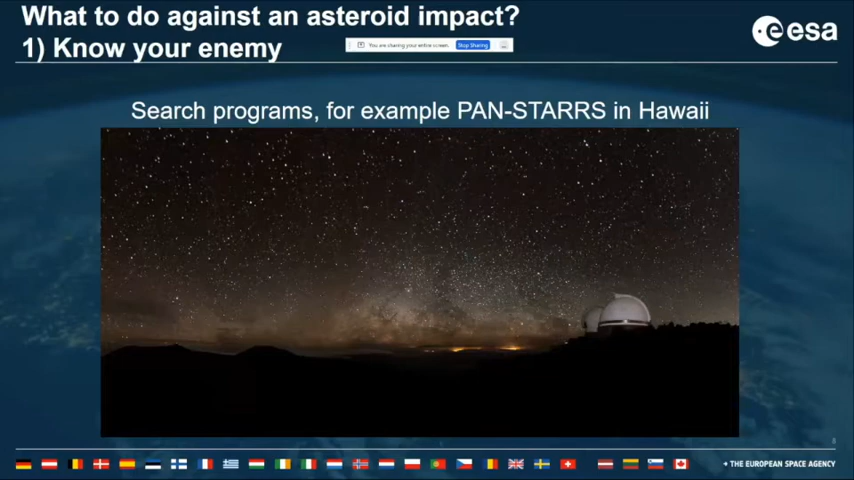 What to do against an asteroid impact?
1) Know your enemy
You are sharing your entire screen.
Stop Sharing
esa
Search programs, for example PAN-STARRS in Hawaii
8
→ THE EUROPEAN SPACE AGENCY